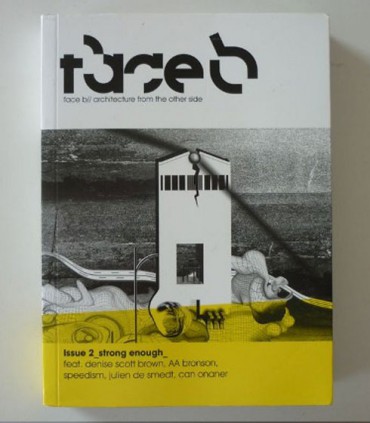 face b
face b// architecture from the other side
Issue 2_strong enough_
feat. denise scott brown, AA bronson,
speedism, julien de smedt, can onaner